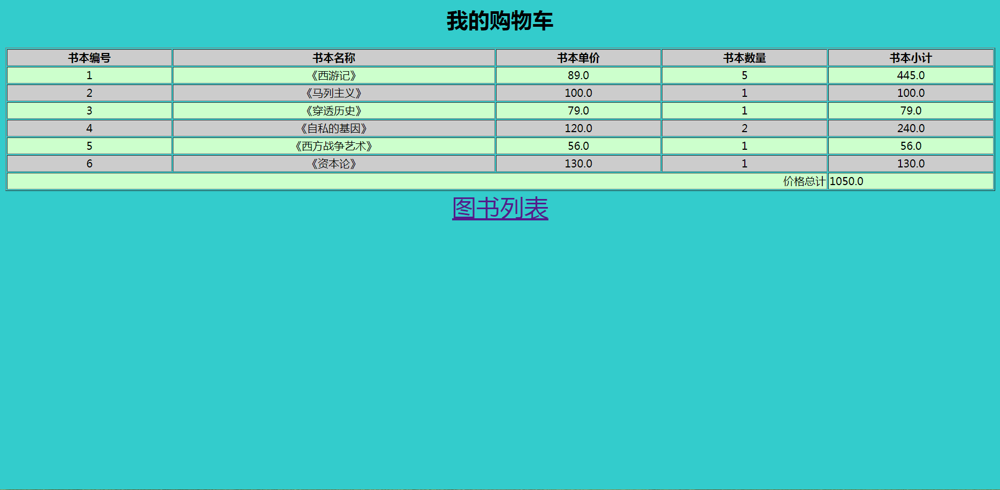 我的购物车
书本编号 书本名称 书本单价 书本数量 书本小计
1 《西游记》 89.0 5 445.0
2 《马列主义》 100.0 1 100.0
3 《穿透历史》 79.0 1 79.0
4 《自私的基因》 120.0 2 240.0
5 《西方战争艺术》 56.0 1 56.0
6 《资本论》 130.0 1 130.0
价格总计 1050.0
图书列表